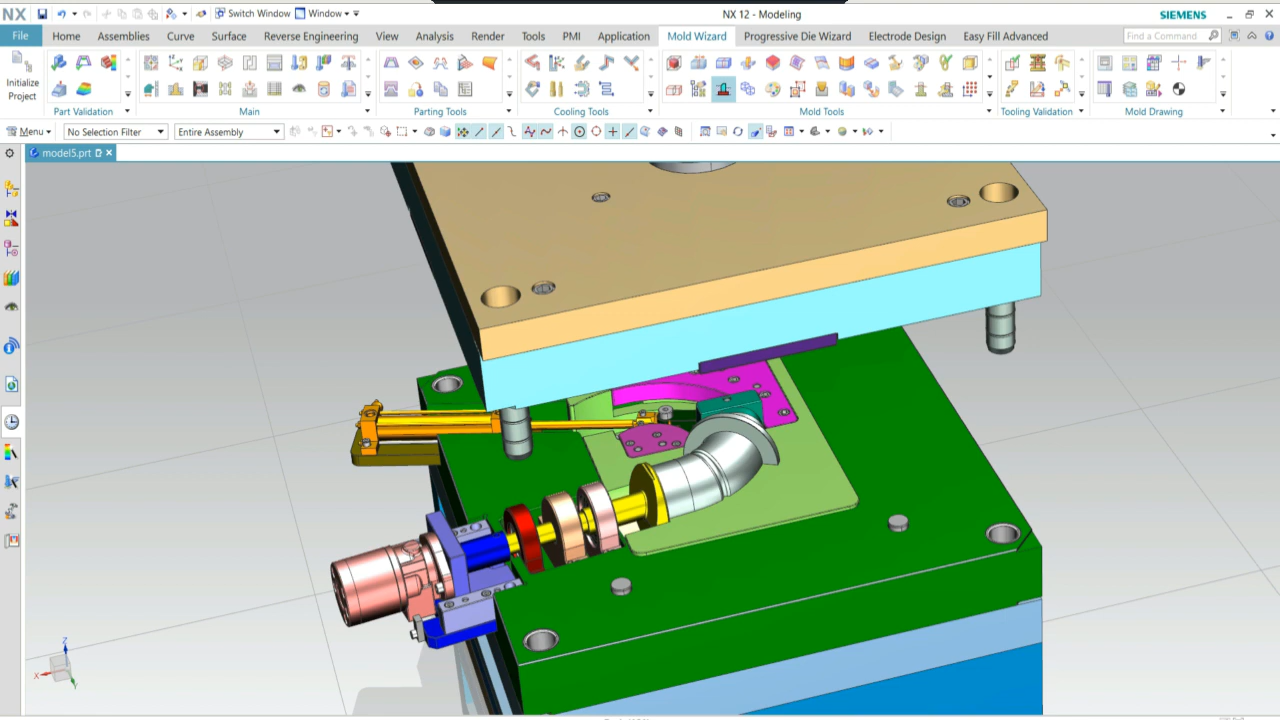 NX Switch Window Window NX 12 - Modeling SIEMENS
File Home Assemblies Curve Surface Reverse Engineering View Analysis Render Tools PMI Application Mold Wizard Progressive Die Wizard Electrode Design Easy Fill Advanced Find a Command
Initialize
Project
Part Validation Main Parting Tools Cooling Tools Mold Tools Tooling Validation Mold Drawing
Menu No Selection Filter Entire Assembly
model5.prt
Z
X
Y